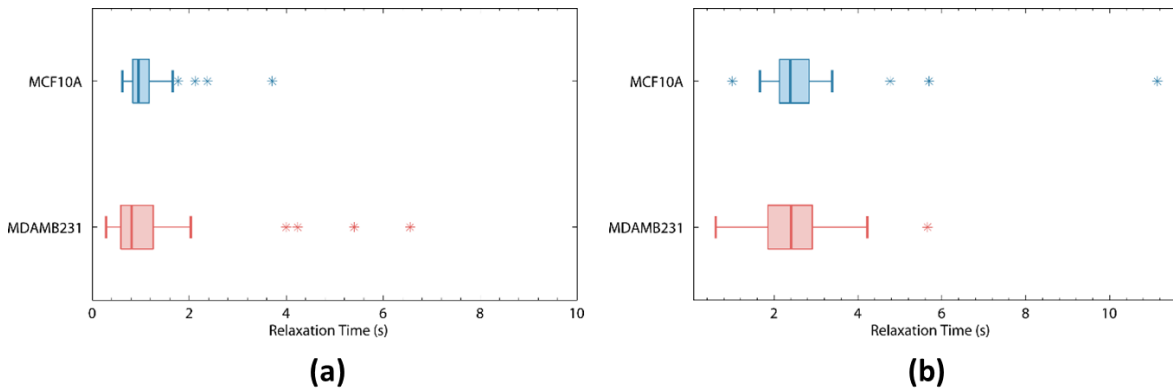 MCF10A
MDAMB231
0 2 4 6 8 10
Relaxation Time (s)
(a)
MCF10A
MDAMB231
2 4 6 8 10
Relaxation Time (s)
(b)